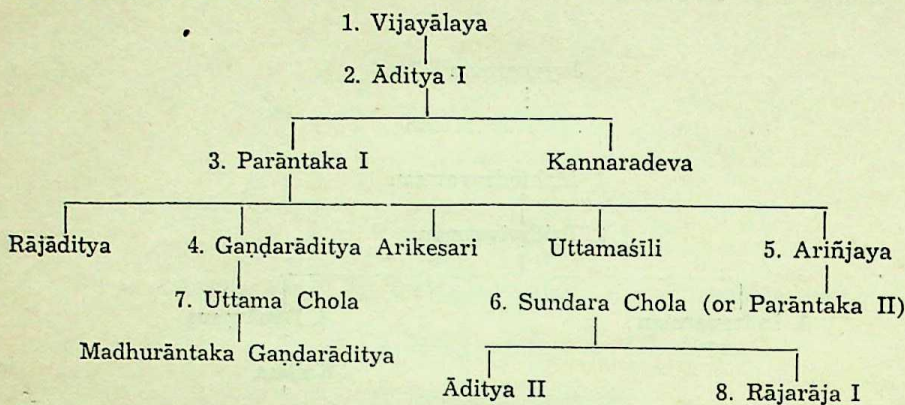 1. Vijayālaya
2. Āditya I
3. Parāntaka I Kannaradeva
Rājāditya 4. Gaṇḍarāditya Arikesari Uttamaśīli 5. Ariñjaya
7. Uttama Chola 6. Sundara Chola (or Parāntaka II)
Madhurāntaka Gaṇḍarāditya
Āditya II 8. Rājarāja I